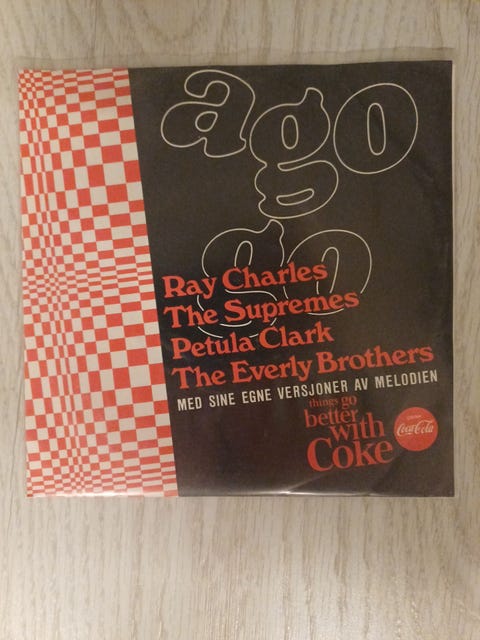 a go
go
Ray Charles
The Supremes
Petula Clark
The Everly Brothers
MED SINE EGNE VERSJONER AV MELODIEN
things go
better
with
Coke
DRINK
Coca-Cola